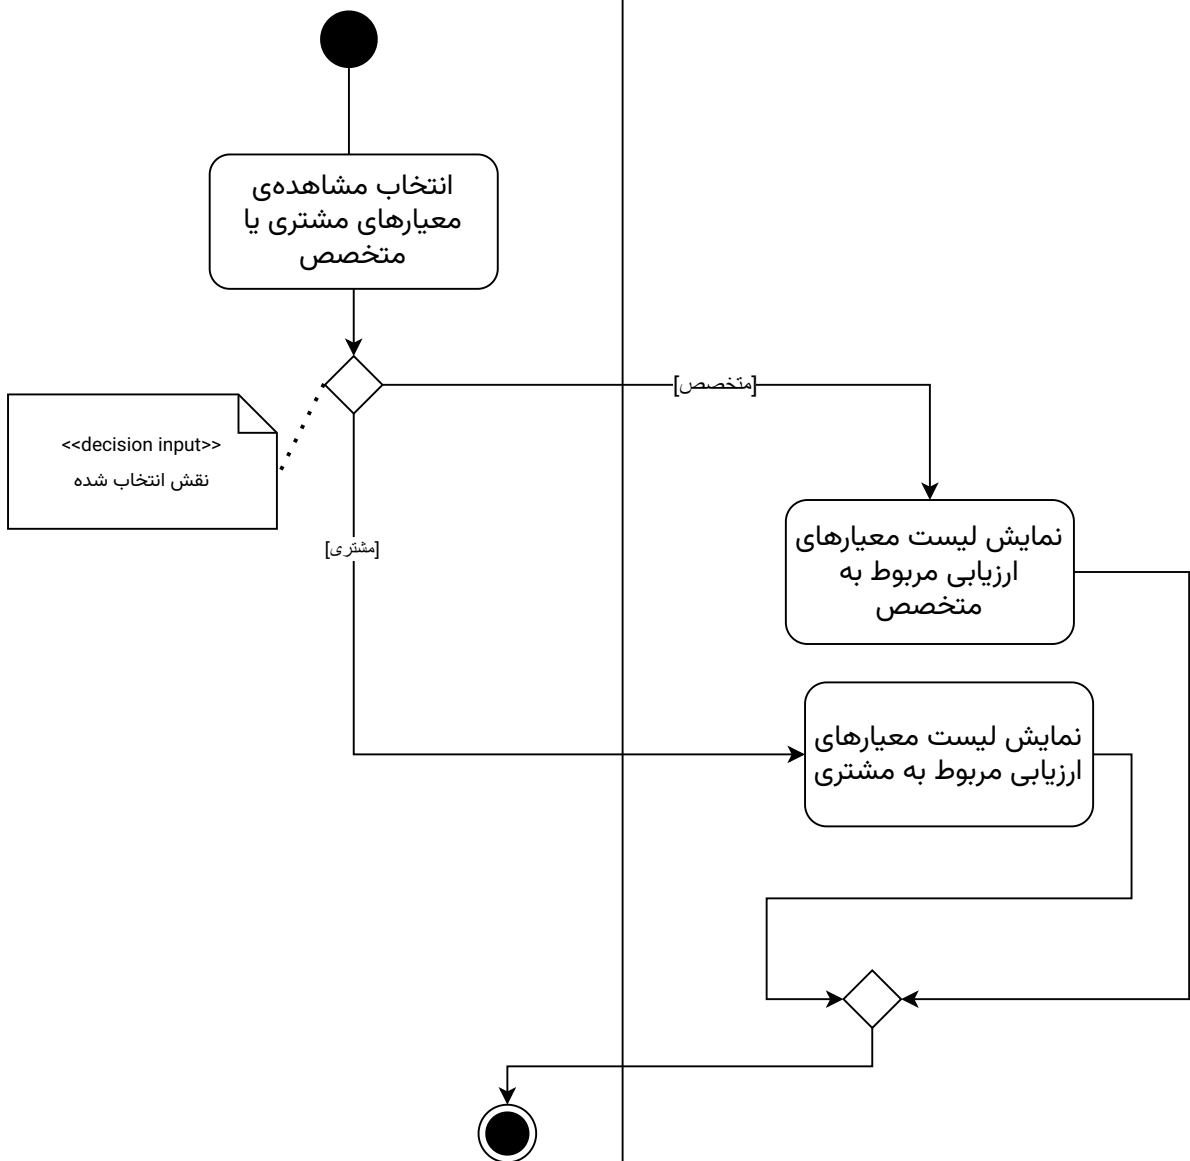 انتخاب مشاهده‌ی
معیارهای مشتری یا
متخصص
[متخصص]
<<decision input>>
نقش انتخاب شده
[مشتری]
نمایش لیست معیارهای
ارزیابی مربوط به
متخصص
نمایش لیست معیارهای
ارزیابی مربوط به مشتری